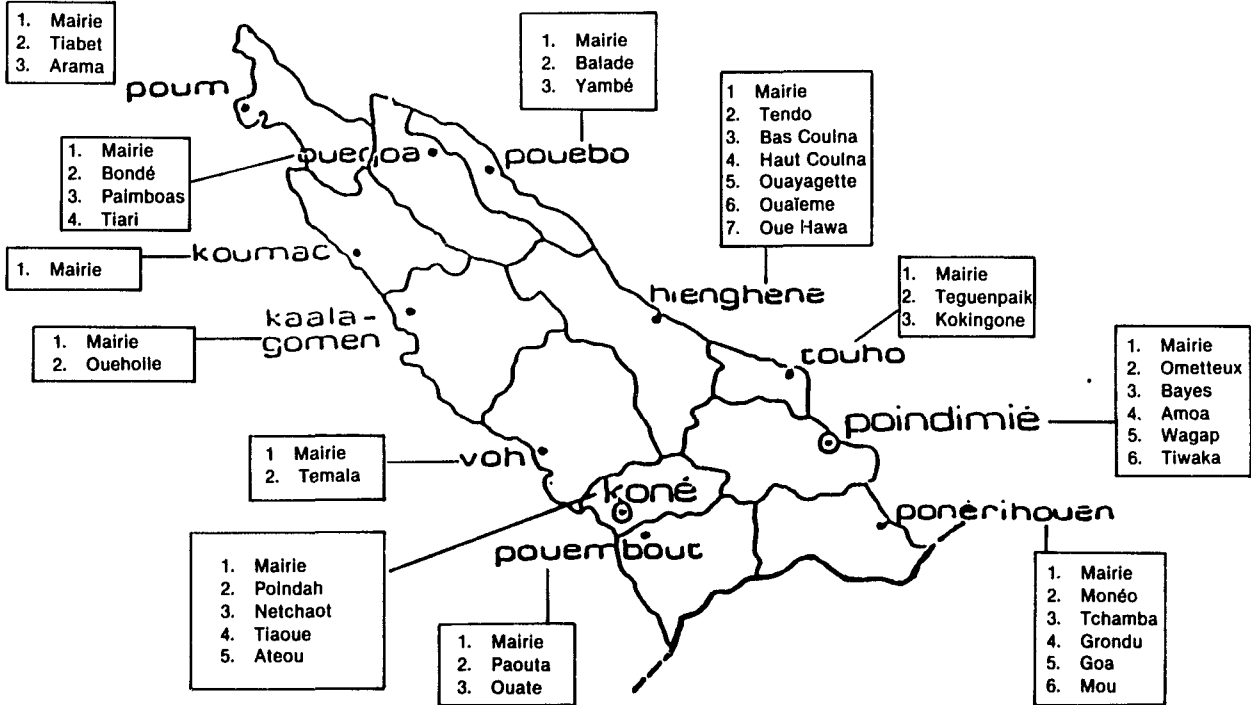 1. Mairie
2. Tiabet
3. Arama
poum
1. Mairie
2. Balade
3. Yambé
pouebo
1 Mairie
2. Tendo
3. Bas Coulna
4. Haut Coulna
5. Ouayagette
6. Ouaïeme
7. Oue Hawa
hienghene
1. Mairie
2. Bondé
3. Paimboas
4. Tiari
ouegoa
1. Mairie
koumac
1. Mairie
2. Teguenpaik
3. Kokingone
touho
1. Mairie
2. Oueholle
kaala-
gomen
1. Mairie
2. Ometteux
3. Bayes
4. Amoa
5. Wagap
6. Tiwaka
poindimié
1 Mairie
2. Temala
voh
1. Mairie
2. Poindah
3. Netchaot
4. Tiaoue
5. Ateou
koné
1. Mairie
2. Paouta
3. Ouate
pouembout
ponérihouen
1. Mairie
2. Monéo
3. Tchamba
4. Grondu
5. Goa
6. Mou